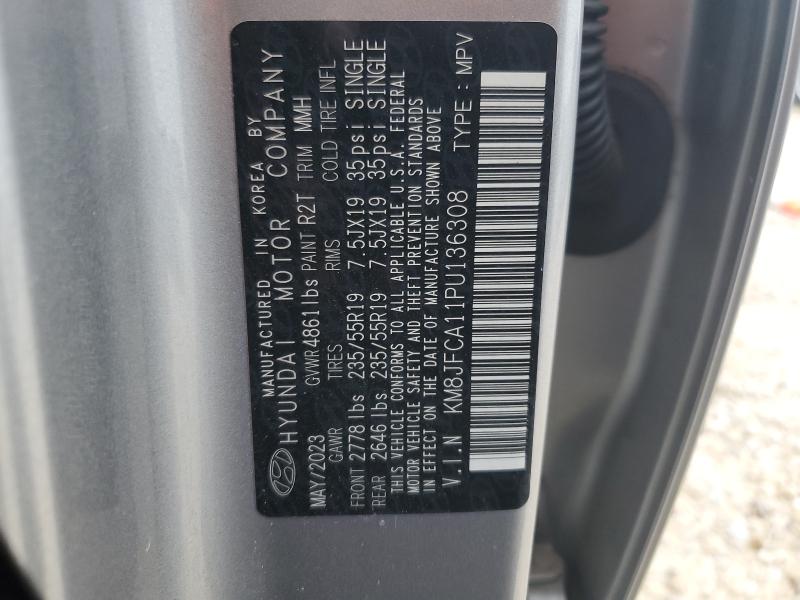 MANUFACTURED IN KOREA BY
HYUNDAI MOTOR COMPANY
MAY/2023 GVWR 4861lbs PAINT R2T TRIM MMH
GAWR TIRES RIMS COLD TIRE INFL
FRONT 2778 lbs 235/55R19 7.5JX19 35psi SINGLE
REAR 2646 lbs 235/55R19 7.5JX19 35psi SINGLE
THIS VEHICLE CONFORMS TO ALL APPLICABLE U.S.A. FEDERAL
MOTOR VEHICLE SAFETY AND THEFT PREVENTION STANDARDS
IN EFFECT ON THE DATE OF MANUFACTURE SHOWN ABOVE
V.I.N KM8JFCA11PU136308 TYPE : MPV